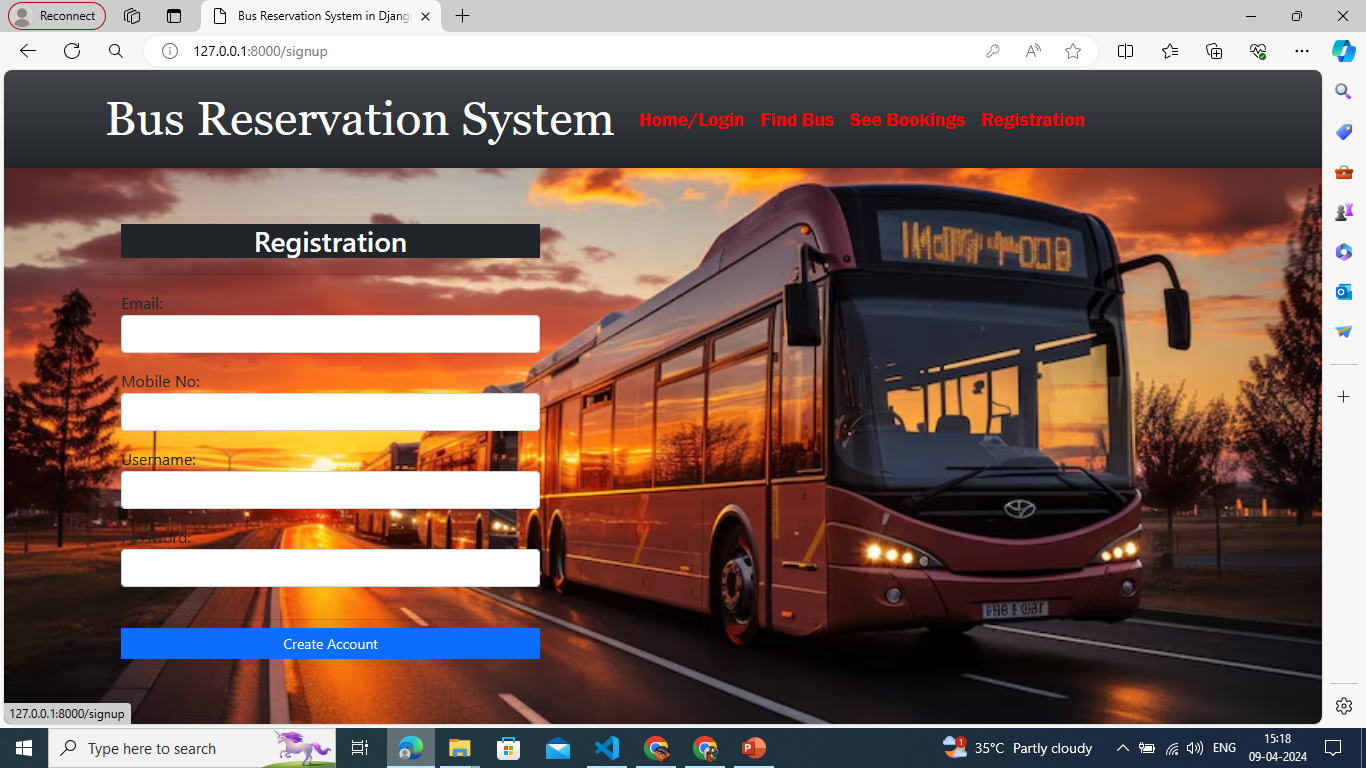 Reconnect
Bus Reservation System in Djang
127.0.0.1:8000/signup
Bus Reservation System
Home/Login
Find Bus
See Bookings
Registration
Registration
Email:
Mobile No:
Username:
Password:
Create Account
127.0.0.1:8000/signup
Type here to search
1
35°C Partly cloudy
ENG
15:18
09-04-2024